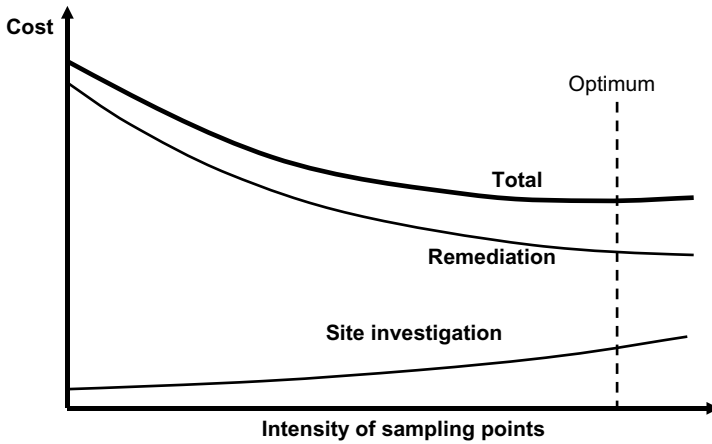 Cost
Optimum
Total
Remediation
Site investigation
Intensity of sampling points